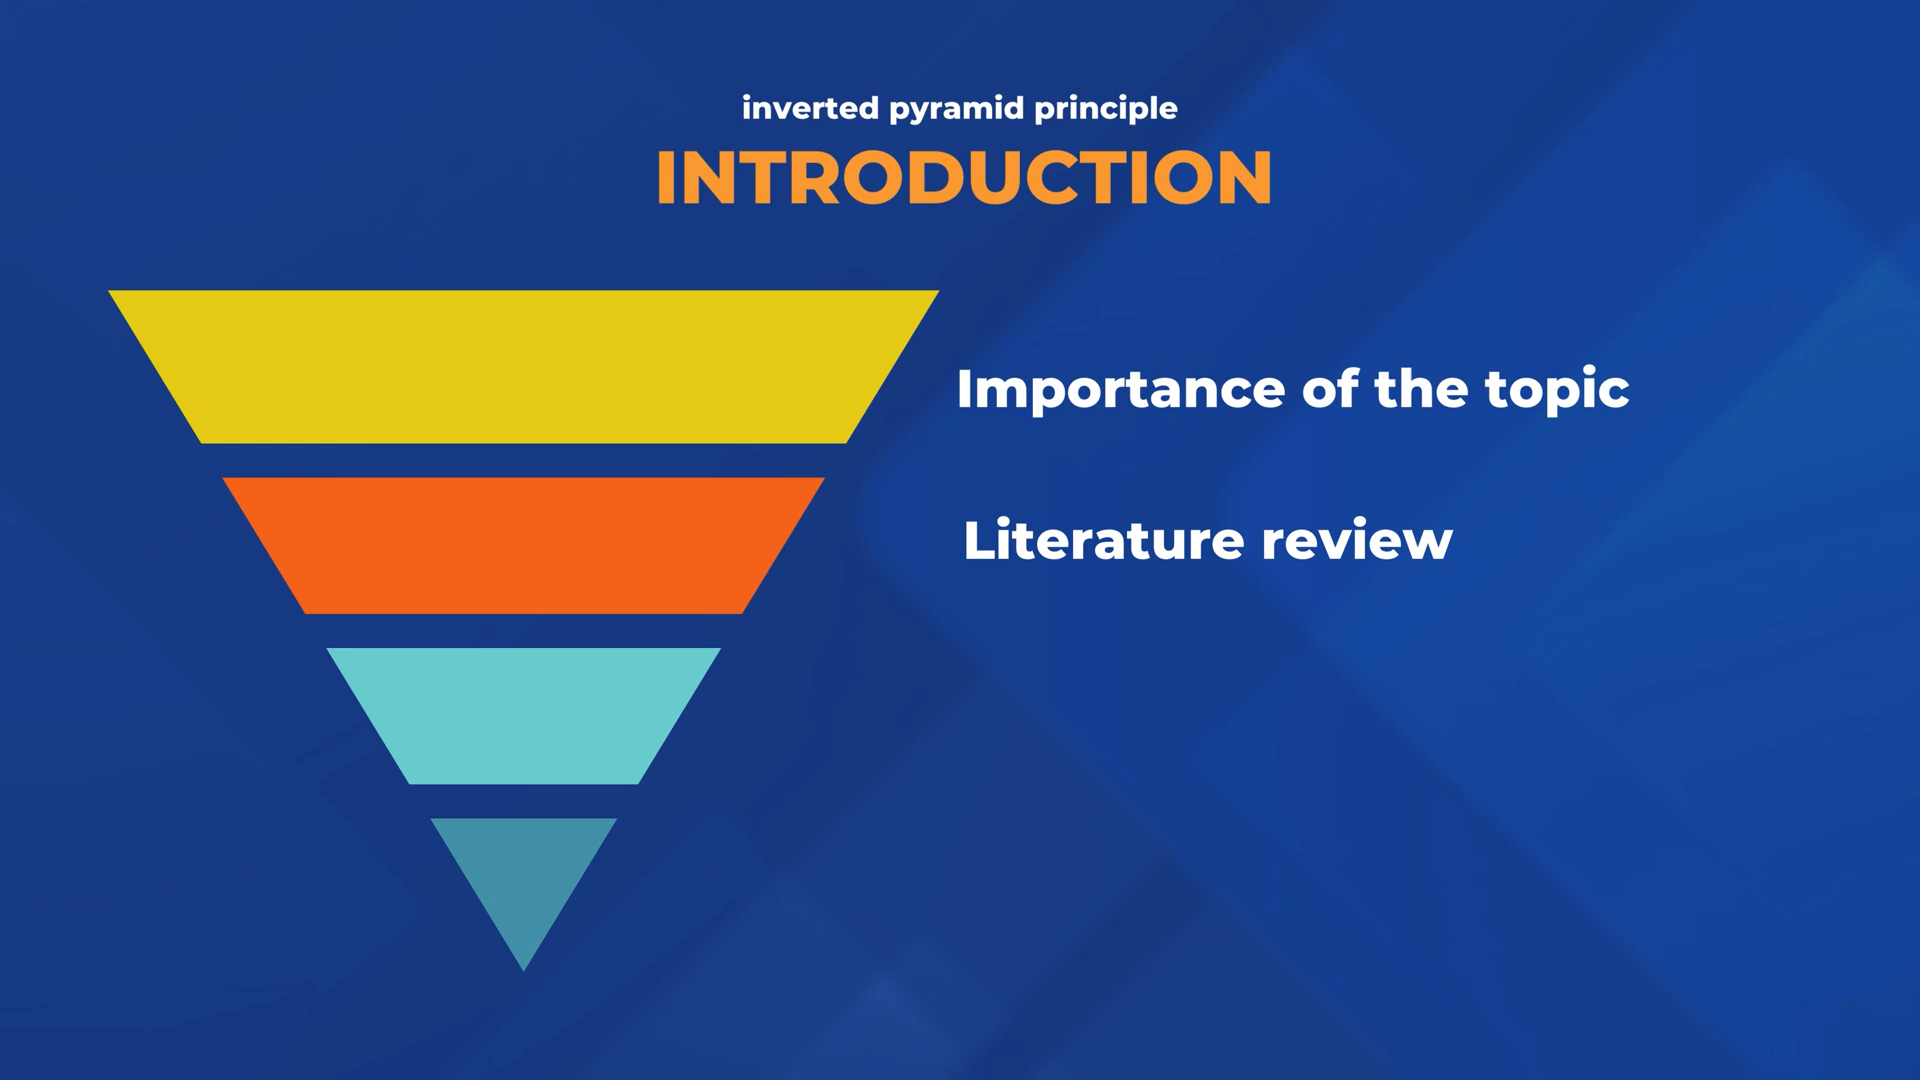 inverted pyramid principle
INTRODUCTION
Importance of the topic
Literature review